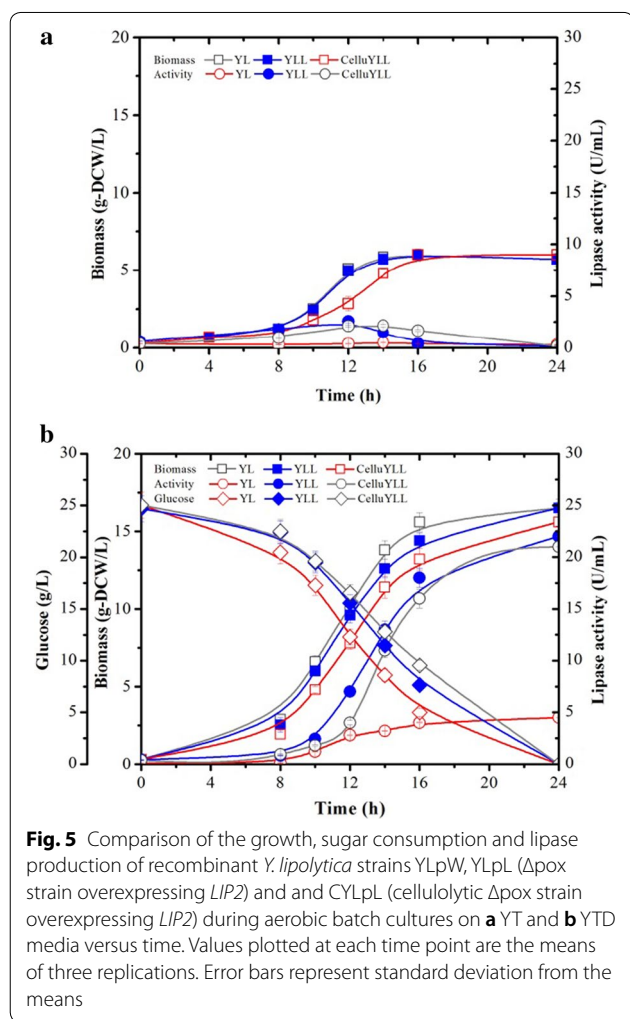 a
20
30
Biomass YL YLL CelluYLL
Activity YL YLL CelluYLL
15
25
20
10
15
10
5
5
0
0
0 4 8 12 16 20 24
Biomass (g-DCW/L)
Lipase activity (U/mL)
Time (h)
b
30
20
30
Biomass YL YLL CelluYLL
Activity YL YLL CelluYLL
Glucose YL YLL CelluYLL
25
15
25
20
20
15
10
15
10
10
5
5
5
0
0
0
0 4 8 12 16 20 24
Glucose (g/L)
Biomass (g-DCW/L)
Lipase activity (U/mL)
Time (h)
Fig. 5 Comparison of the growth, sugar consumption and lipase
production of recombinant Y. lipolytica strains YLpW, YLpL (Δpox
strain overexpressing LIP2) and and CYLpL (cellulolytic Δpox strain
overexpressing LIP2) during aerobic batch cultures on a YT and b YTD
media versus time. Values plotted at each time point are the means
of three replications. Error bars represent standard deviation from the
means